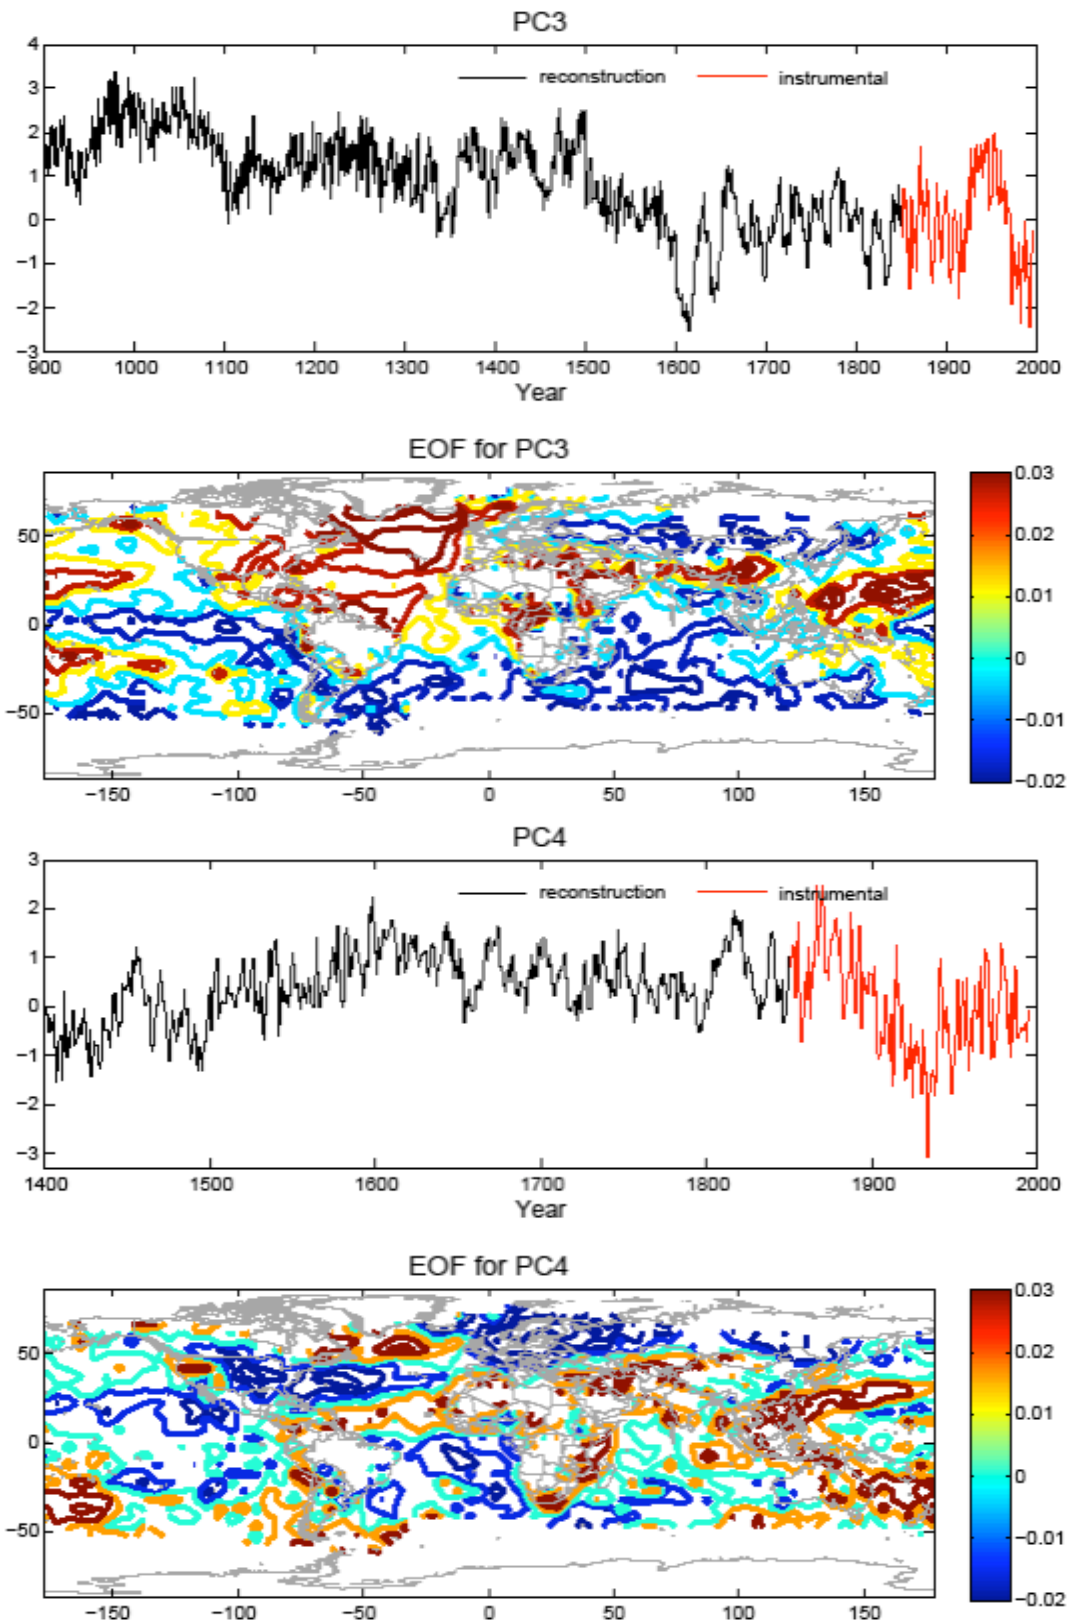 PC3
4
3
2
1
0
−1
−2
−3
reconstruction instrumental
900 1000 1100 1200 1300 1400 1500 1600 1700 1800 1900 2000
Year
EOF for PC3
50
0
−50
−150 −100 −50 0 50 100 150
0.03
0.02
0.01
0
−0.01
−0.02
PC4
3
2
1
0
−1
−2
−3
reconstruction instrumental
1400 1500 1600 1700 1800 1900 2000
Year
EOF for PC4
50
0
−50
−150 −100 −50 0 50 100 150
0.03
0.02
0.01
0
−0.01
−0.02